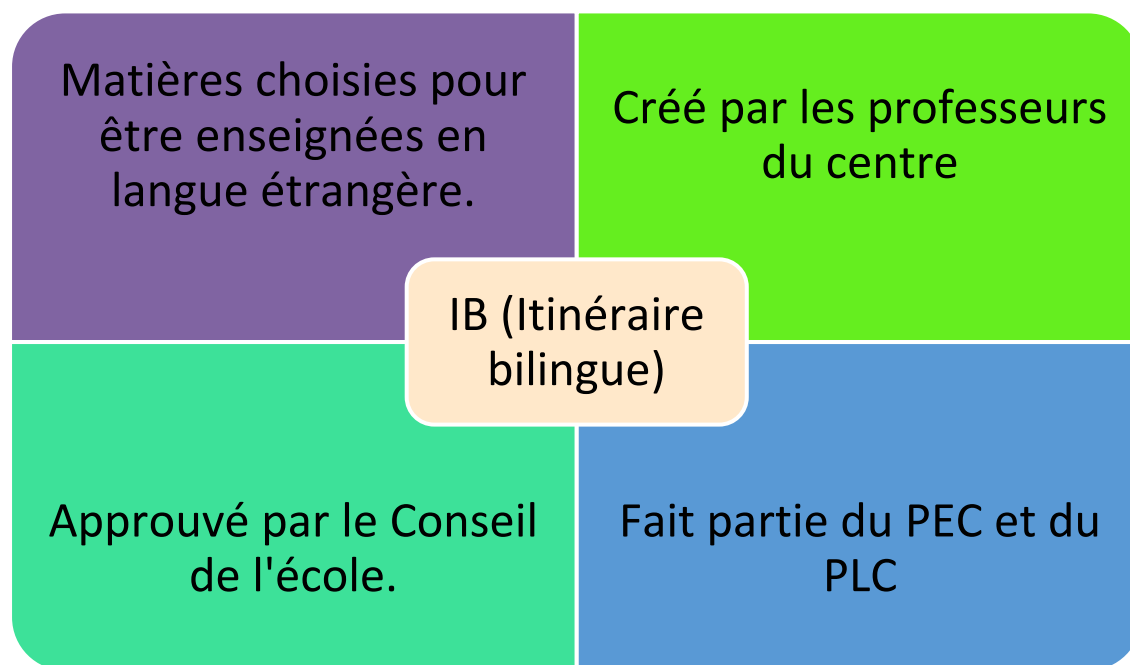 Matières choisies pour
être enseignées en
langue étrangère.
Créé par les professeurs
du centre
IB (Itinéraire
bilingue)
Approuvé par le Conseil
de l'école.
Fait partie du PEC et du
PLC